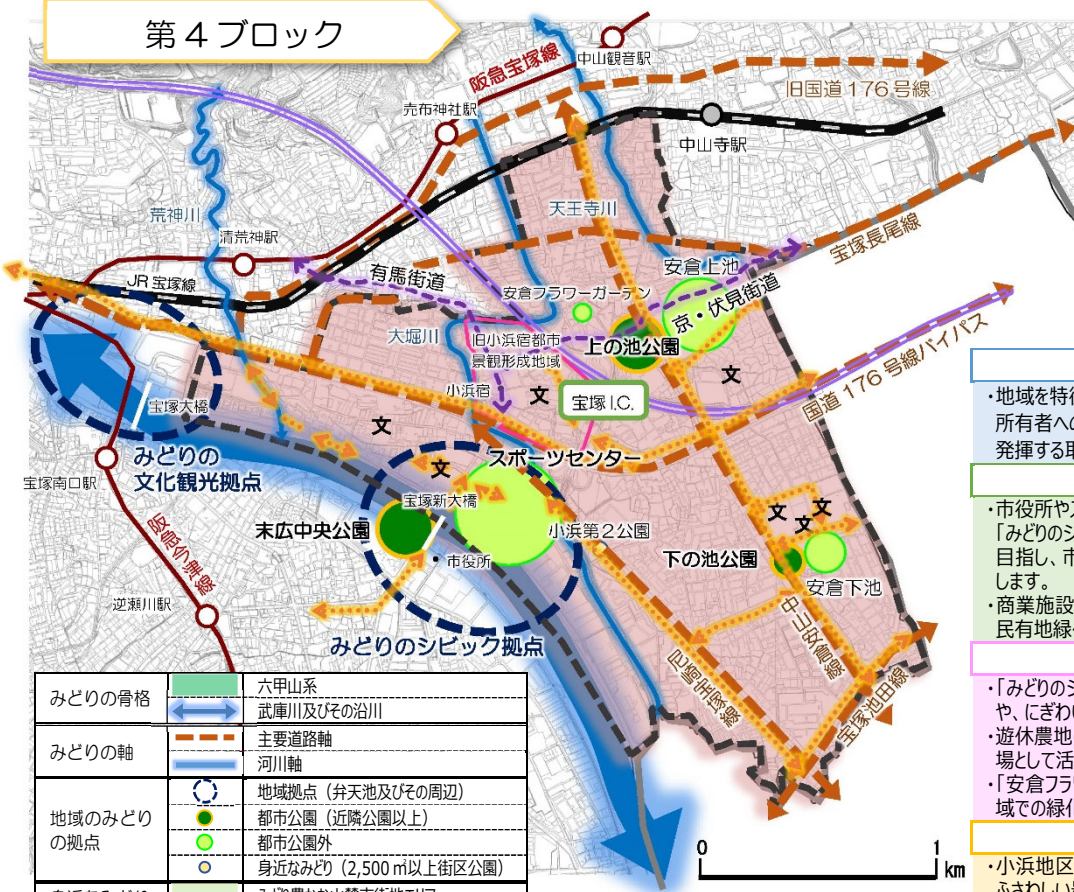 第4ブロック
中山観音駅
阪急宝塚線
旧国道176号線
売布神社駅
中山寺駅
荒神川
天王寺川
宝塚長尾線
清荒神駅
安倉上池
有馬街道
JR宝塚線
安倉フラワーガーデン
京・伏見街道
大堀川
旧小浜宿都市
景観形成地域
上の池公園
国道176号線バイパス
文
小浜宿
文
宝塚I.C.
宝塚大橋
文
みどりの
文化観光拠点
スポーツセンター
文
宝塚南口駅
宝塚新大橋
阪急今津線
末広中央公園
小浜第2公園
文
文
文
市役所
下の池公園
安倉下池
逆瀬川駅
中山安倉線
みどりのシビック拠点
尼崎宝塚線
宝塚池田線
みどりの骨格
六甲山系
武庫川及びその沿川
みどりの軸
主要道路軸
河川軸
地域のみどり
の拠点
地域拠点（弁天池及びその周辺）
都市公園（近隣公園以上）
都市公園外
身近なみどり（2,500㎡以上街区公園）
0
1
km
・地域を特
所有者への
発揮する
・市役所や
「みどりのシ
目指し、市
します。
・商業施設
民有地緑
・「みどりのシ
や、にぎわい
・遊休農地
場として活
・「安倉フラ
域での緑化
・小浜地区
ふさわしい